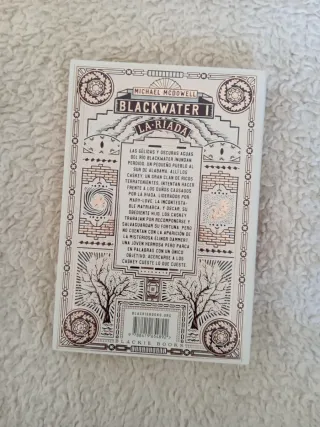 MICHAEL MCDOWELL
BLACKWATER I
LA RIADA
LAS GÉLIDAS Y OSCURAS AGUAS
DEL RÍO BLACKWATER INUNDAN
PERDIDO, UN PEQUEÑO PUEBLO AL
SUR DE ALABAMA. ALLÍ, LOS
CASKEY, UN GRAN CLAN DE RICOS
TERRATENIENTES, INTENTAN HACER
FRENTE A LOS DAÑOS CAUSADOS
POR LA RIADA. LIDERADOS POR
MARY-LOVE, LA INCONTESTA-
BLE MATRIARCA, Y OSCAR, SU
OBEDIENTE HIJO, LOS CASKEY
TRABAJAN POR RECOMPONERSE Y
SALVAGUARDAR SU FORTUNA. PERO
NO CUENTAN CON LA APARICIÓN DE
LA MISTERIOSA ELINOR DAMMERT.
UNA JOVEN HERMOSA PERO PARCA
EN PALABRAS CON UN ÚNICO
OBJETIVO: ACERCARSE A LOS
CASKEY CUESTE LO QUE CUESTE.
BLACKIEBOOKS.ORG
BLACKIE BOOKS